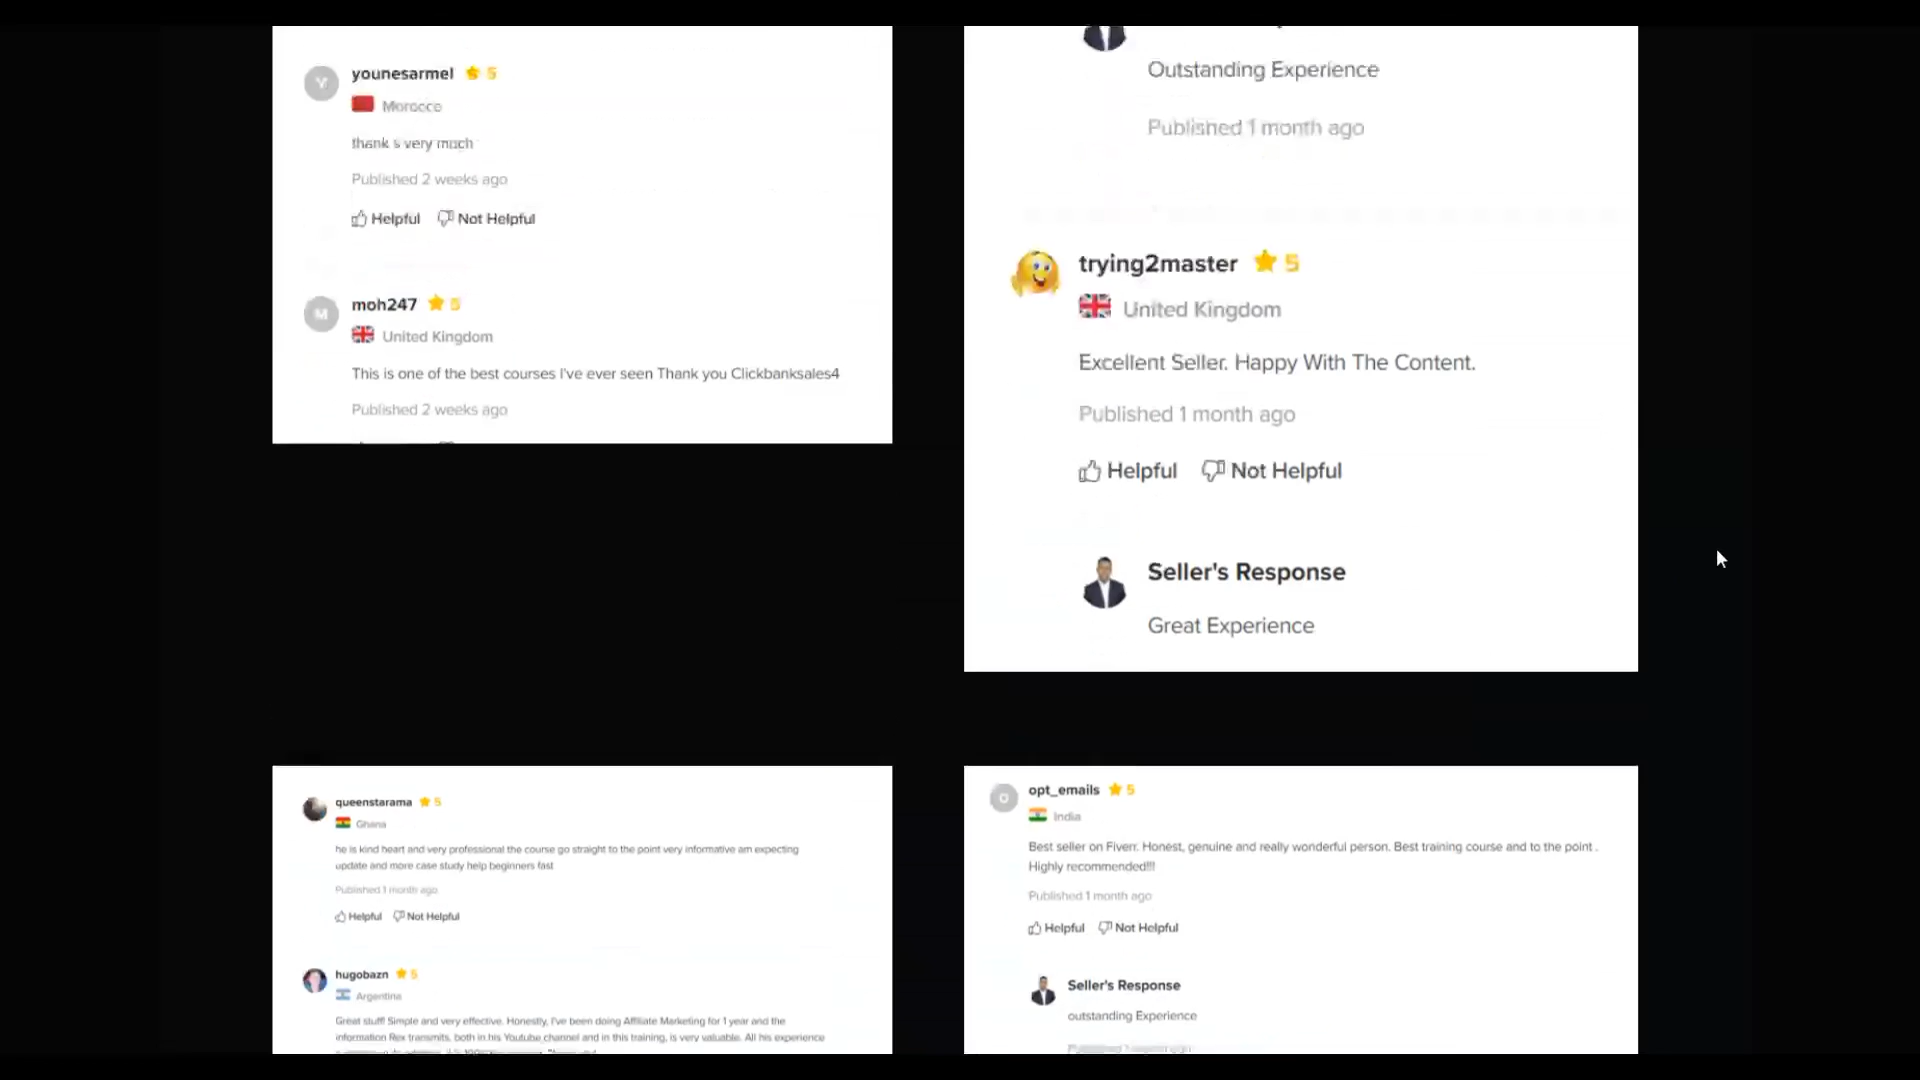 Y
younesarmel 5
Morocco
thank s very much
Published 2 weeks ago
Helpful Not Helpful
M
moh247 5
United Kingdom
This is one of the best courses I've ever seen Thank you Clickbanksales4
Published 2 weeks ago
Outstanding Experience
Published 1 month ago
trying2master 5
United Kingdom
Excellent Seller. Happy With The Content.
Published 1 month ago
Helpful Not Helpful
Seller's Response
Great Experience
queenstarama 5
Ghana
he is kind heart and very professional the course go straight to the point very informative am expecting
update and more case study help beginners fast
Published 1 month ago
Helpful Not Helpful
hugobazn 5
Argentina
Great stuff! Simple and very effective. Honestly, I've been doing Affiliate Marketing for 1 year and the
information Rex transmits, both in his Youtube channel and in this training, is very valuable. All his experience
O
opt_emails 5
India
Best seller on Fiverr. Honest, genuine and really wonderful person. Best training course and to the point .
Highly recommended!!!
Published 1 month ago
Helpful Not Helpful
Seller's Response
outstanding Experience